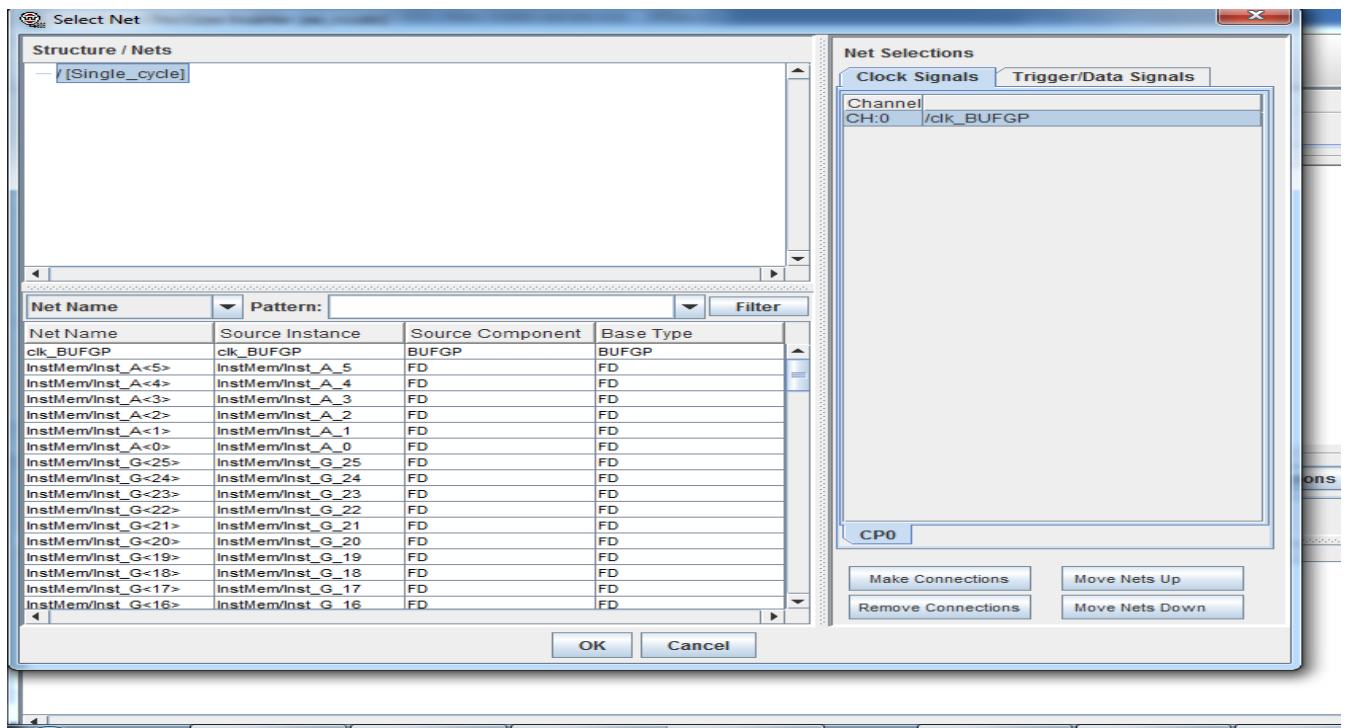 Select Net
Structure / Nets
/ [Single_cycle]
Net Name Pattern: Filter
Net Name Source Instance Source Component Base Type
clk_BUFGP clk_BUFGP BUFGP BUFGP
InstMem/Inst_A<5> InstMem/Inst_A_5 FD FD
InstMem/Inst_A<4> InstMem/Inst_A_4 FD FD
InstMem/Inst_A<3> InstMem/Inst_A_3 FD FD
InstMem/Inst_A<2> InstMem/Inst_A_2 FD FD
InstMem/Inst_A<1> InstMem/Inst_A_1 FD FD
InstMem/Inst_A<0> InstMem/Inst_A_0 FD FD
InstMem/Inst_G<25> InstMem/Inst_G_25 FD FD
InstMem/Inst_G<24> InstMem/Inst_G_24 FD FD
InstMem/Inst_G<23> InstMem/Inst_G_23 FD FD
InstMem/Inst_G<22> InstMem/Inst_G_22 FD FD
InstMem/Inst_G<21> InstMem/Inst_G_21 FD FD
InstMem/Inst_G<20> InstMem/Inst_G_20 FD FD
InstMem/Inst_G<19> InstMem/Inst_G_19 FD FD
InstMem/Inst_G<18> InstMem/Inst_G_18 FD FD
InstMem/Inst_G<17> InstMem/Inst_G_17 FD FD
InstMem/Inst_G<16> InstMem/Inst_G_16 FD FD
Net Selections
Clock Signals Trigger/Data Signals
Channel
CH:0 /clk_BUFGP
CP0
Make Connections Move Nets Up
Remove Connections Move Nets Down
OK Cancel
ons